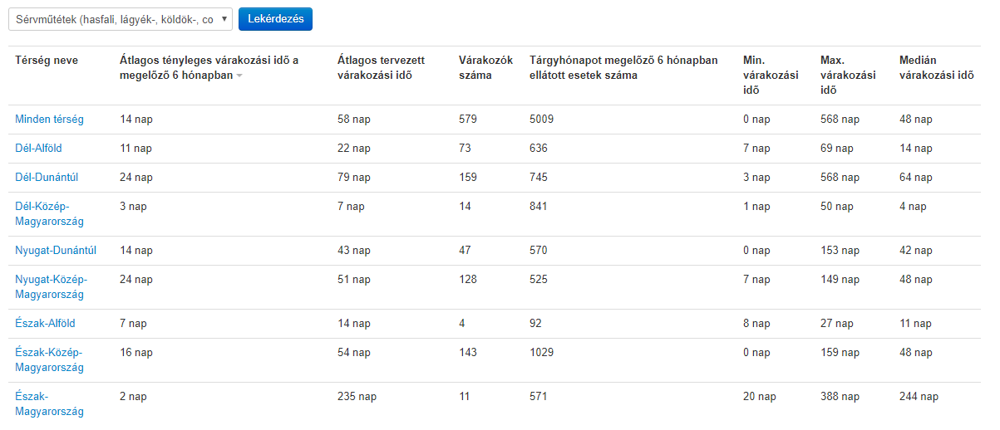 Sérvműtétek (hasfali, lágyék-, köldök-, co
Lekérdezés
Térség neve Átlagos tényleges várakozási idő a megelőző 6 hónapban Átlagos tervezett várakozási idő Várakozók száma Tárgyhónapot megelőző 6 hónapban ellátott esetek száma Min. várakozási idő Max. várakozási idő Medián várakozási idő
Minden térség 14 nap 58 nap 579 5009 0 nap 568 nap 48 nap
Dél-Alföld 11 nap 22 nap 73 636 7 nap 69 nap 14 nap
Dél-Dunántúl 24 nap 79 nap 159 745 3 nap 568 nap 64 nap
Dél-Közép-Magyarország 3 nap 7 nap 14 841 1 nap 50 nap 4 nap
Nyugat-Dunántúl 14 nap 43 nap 47 570 0 nap 153 nap 42 nap
Nyugat-Közép-Magyarország 24 nap 51 nap 128 525 7 nap 149 nap 48 nap
Észak-Alföld 7 nap 14 nap 4 92 8 nap 27 nap 11 nap
Észak-Közép-Magyarország 16 nap 54 nap 143 1029 0 nap 159 nap 48 nap
Észak-Magyarország 2 nap 235 nap 11 571 20 nap 388 nap 244 nap